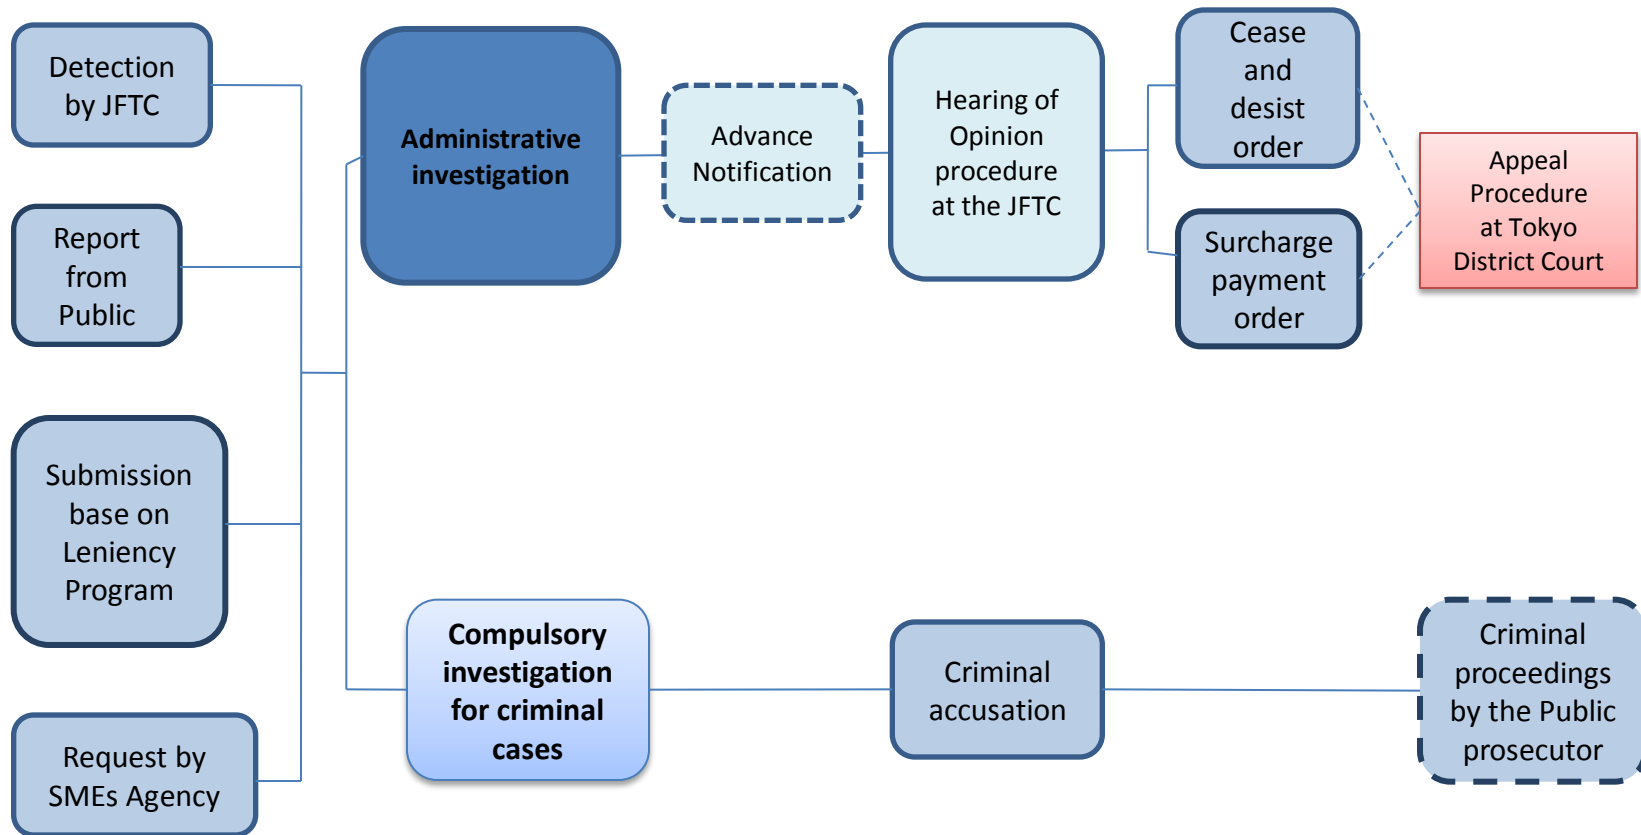 Detection
by JFTC
Report
from
Public
Submission
base on
Leniency
Program
Request by
SMEs Agency
Administrative
investigation
Advance
Notification
Hearing of
Opinion
procedure
at the JFTC
Cease
and
desist
order
Surcharge
payment
order
Appeal
Procedure
at Tokyo
District Court
Compulsory
investigation
for criminal
cases
Criminal
accusation
Criminal
proceedings
by the Public
prosecutor